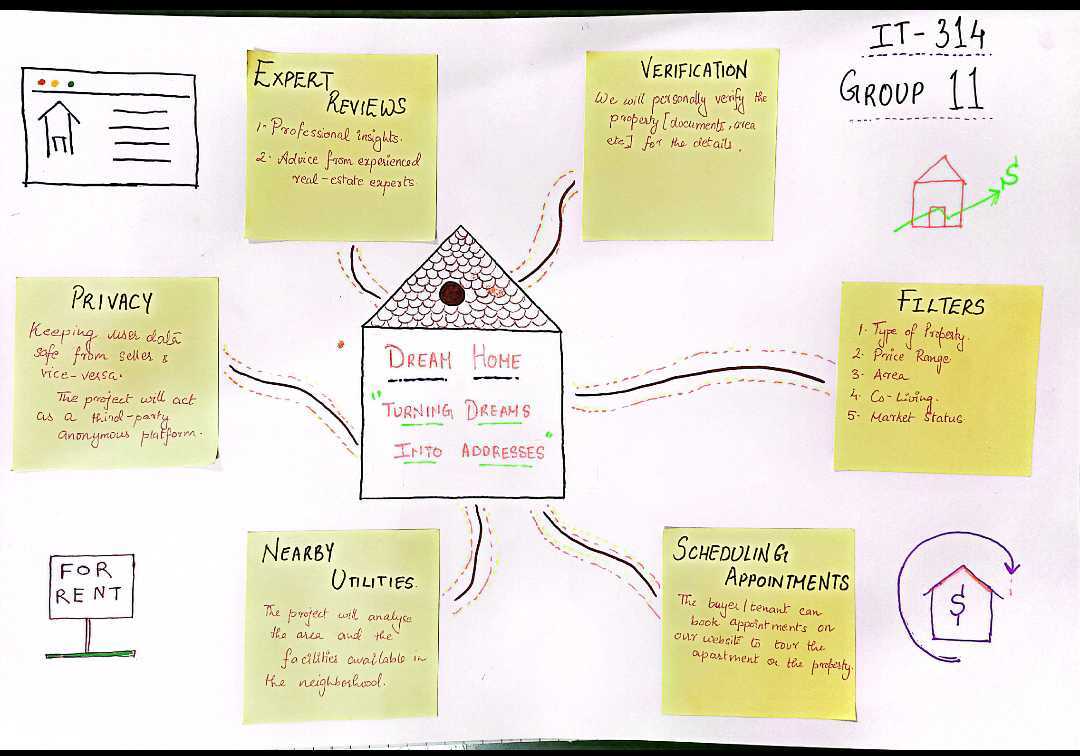 IT-314
GROUP 11
EXPERT
REVIEWS
1. Professional insights.
2. Advice from experienced
real-estate experts.
VERIFICATION
We will personally verify the
property [documents, area
etc] for the details.
PRIVACY
Keeping user data
safe from seller &
vice-versa.
The project will act
as a third-party
anonymous platform.
DREAM HOME
"TURNING DREAMS
INTO ADDRESSES"
FILTERS
1. Type of Property.
2. Price Range
3. Area
4. Co-Living.
5. Market Status
FOR
RENT
NEARBY
UTILITIES.
The project will analyse
the area and the
facilities available in
the neighborhood.
SCHEDULING
APPOINTMENTS
The buyer/tenant can
book appointments on
our website to tour the
apartment or the property.
$
$